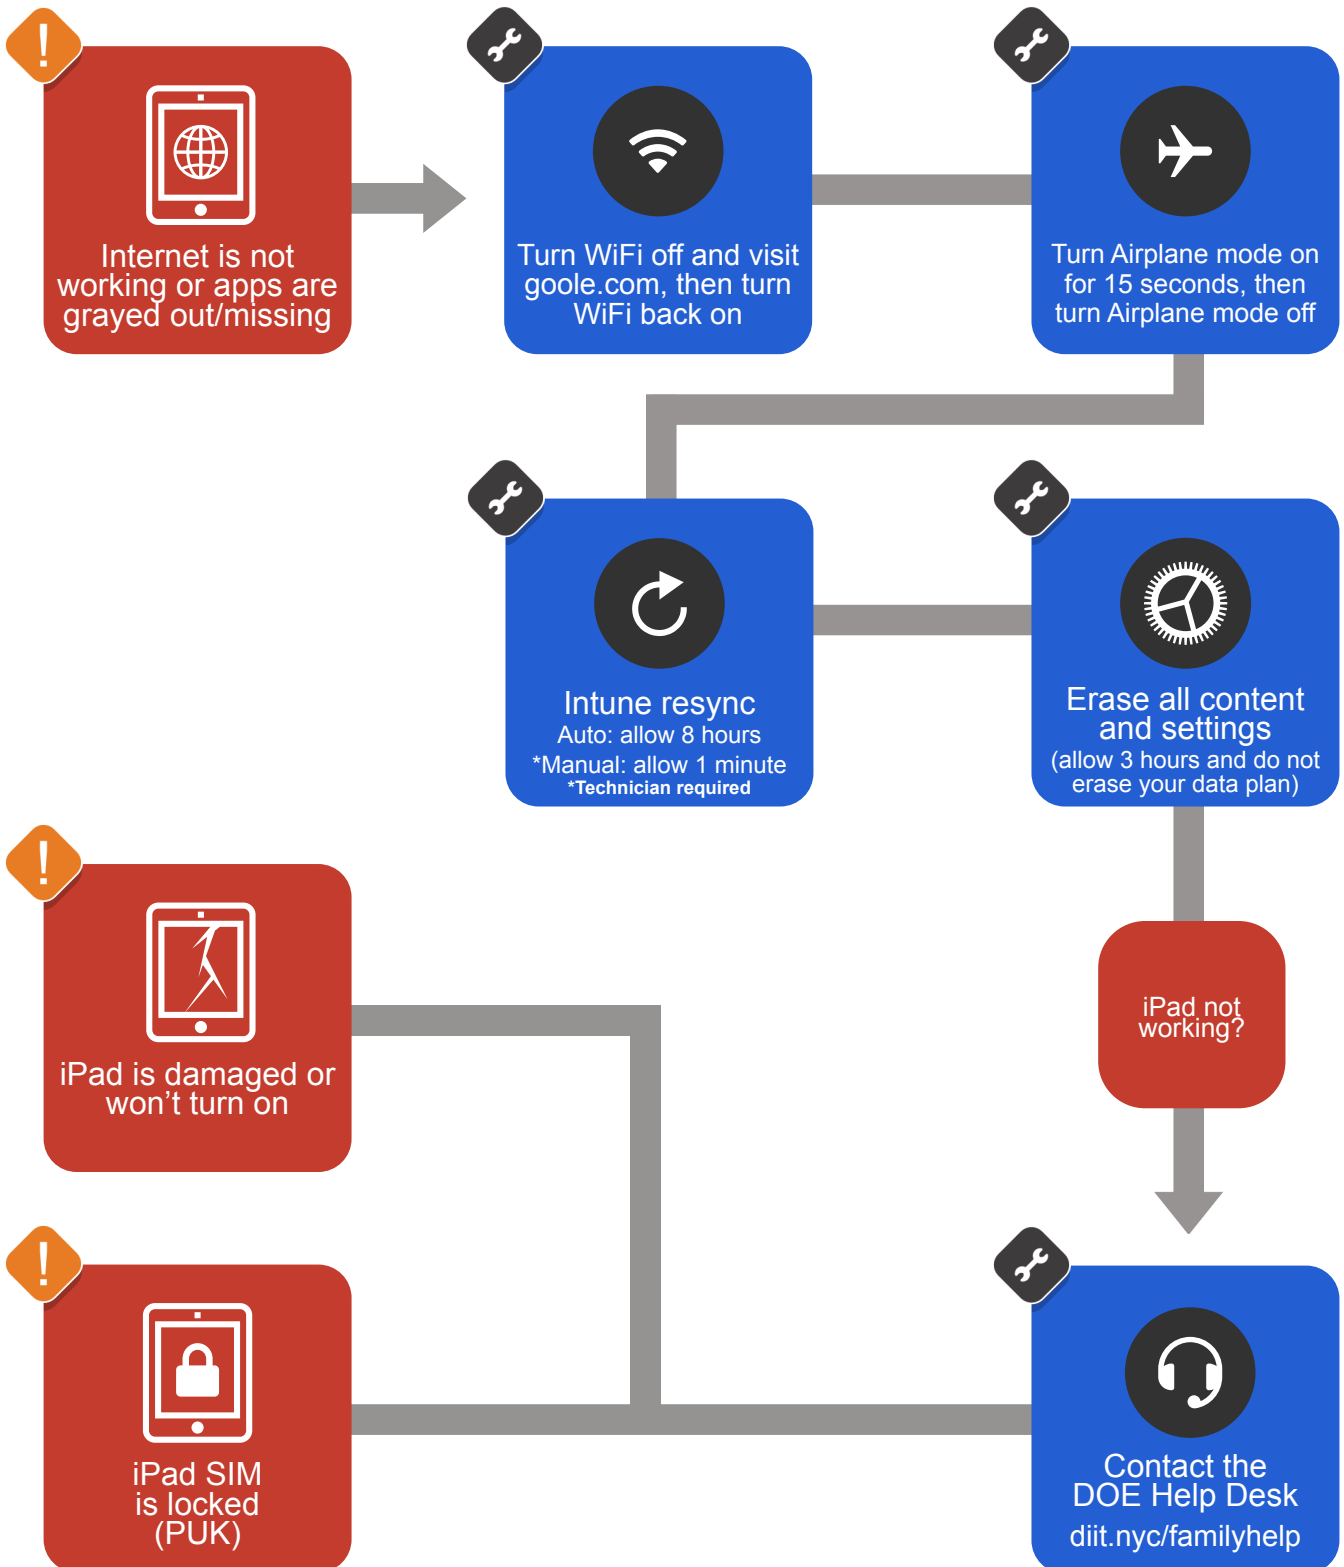 Internet is not
working or apps are
grayed out/missing
Turn WiFi off and visit
goole.com, then turn
WiFi back on
Turn Airplane mode on
for 15 seconds, then
turn Airplane mode off
Intune resync
Auto: allow 8 hours
*Manual: allow 1 minute
*Technician required
Erase all content
and settings
(allow 3 hours and do not
erase your data plan)
iPad is damaged or
won’t turn on
iPad not
working?
iPad SIM
is locked
(PUK)
Contact the
DOE Help Desk
diit.nyc/familyhelp